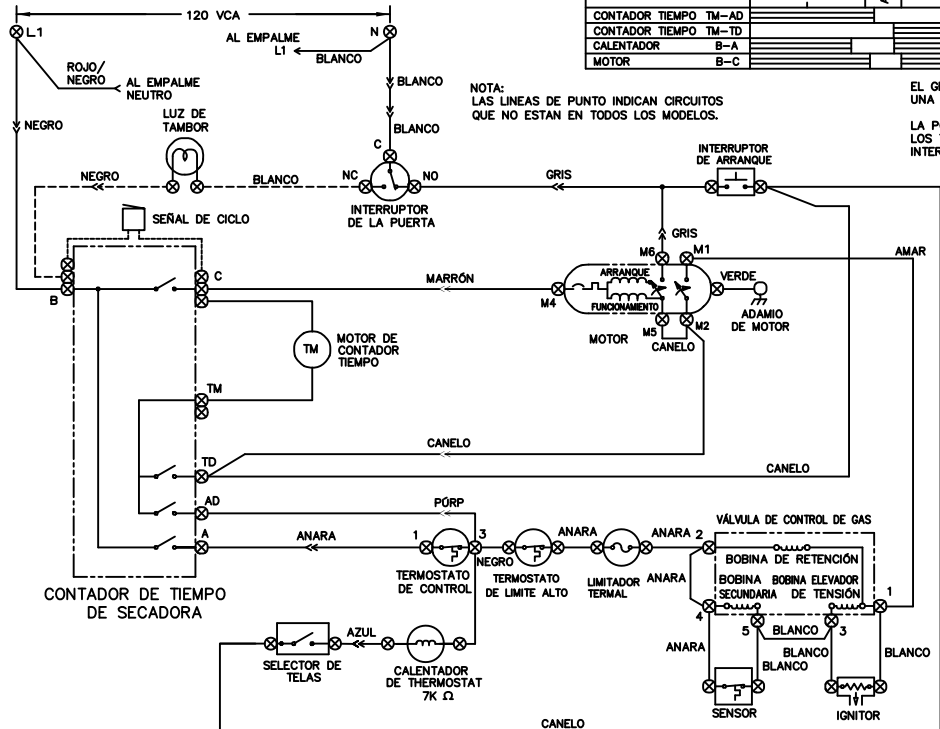 120 VCA
L1
N
AL EMPALME
L1
BLANCO
CONTADOR TIEMPO TM-AD
CONTADOR TIEMPO TM-TD
CALENTADOR B-A
MOTOR B-C
ROJO/
NEGRO
AL EMPALME
NEUTRO
BLANCO
NOTA:
LAS LINEAS DE PUNTO INDICAN CIRCUITOS
QUE NO ESTAN EN TODOS LOS MODELOS.
EL
UNA
LA
LOS
INTER
NEGRO
LUZ DE
TAMBOR
BLANCO
C
INTERRUPTOR
DE ARRANQUE
NEGRO
BLANCO
NC
NO
GRIS
INTERRUPTOR
DE LA PUERTA
SEÑAL DE CICLO
GRIS
M6
M1
AMAR
B
C
MARRÓN
M4
ARRANQUE
FUNCIONAMIENTO
VERDE
ADAMIO
DE MOTOR
M5
M2
MOTOR
CANELO
TM
MOTOR DE
CONTADOR
TIEMPO
TM
CANELO
TD
CANELO
AD
PÚRP
A
ANARA
1
3
NEGRO
ANARA
ANARA
2
VÁLVULA DE CONTROL DE GAS
BOBINA DE RETENCIÓN
TERMOSTATO
DE CONTROL
TERMOSTATO
DE LIMITE ALTO
LIMITADOR
TERMAL
ANARA
BOBINA
SECUNDARIA
BOBINA ELEVADOR
DE TENSIÓN
1
4
5
3
BLANCO
CONTADOR DE TIEMPO
DE SECADORA
AZUL
SELECTOR DE
TELAS
CALENTADOR
DE THERMOSTAT
7K Ω
ANARA
BLANCO
BLANCO
BLANCO
SENSOR
IGNITOR
CANELO